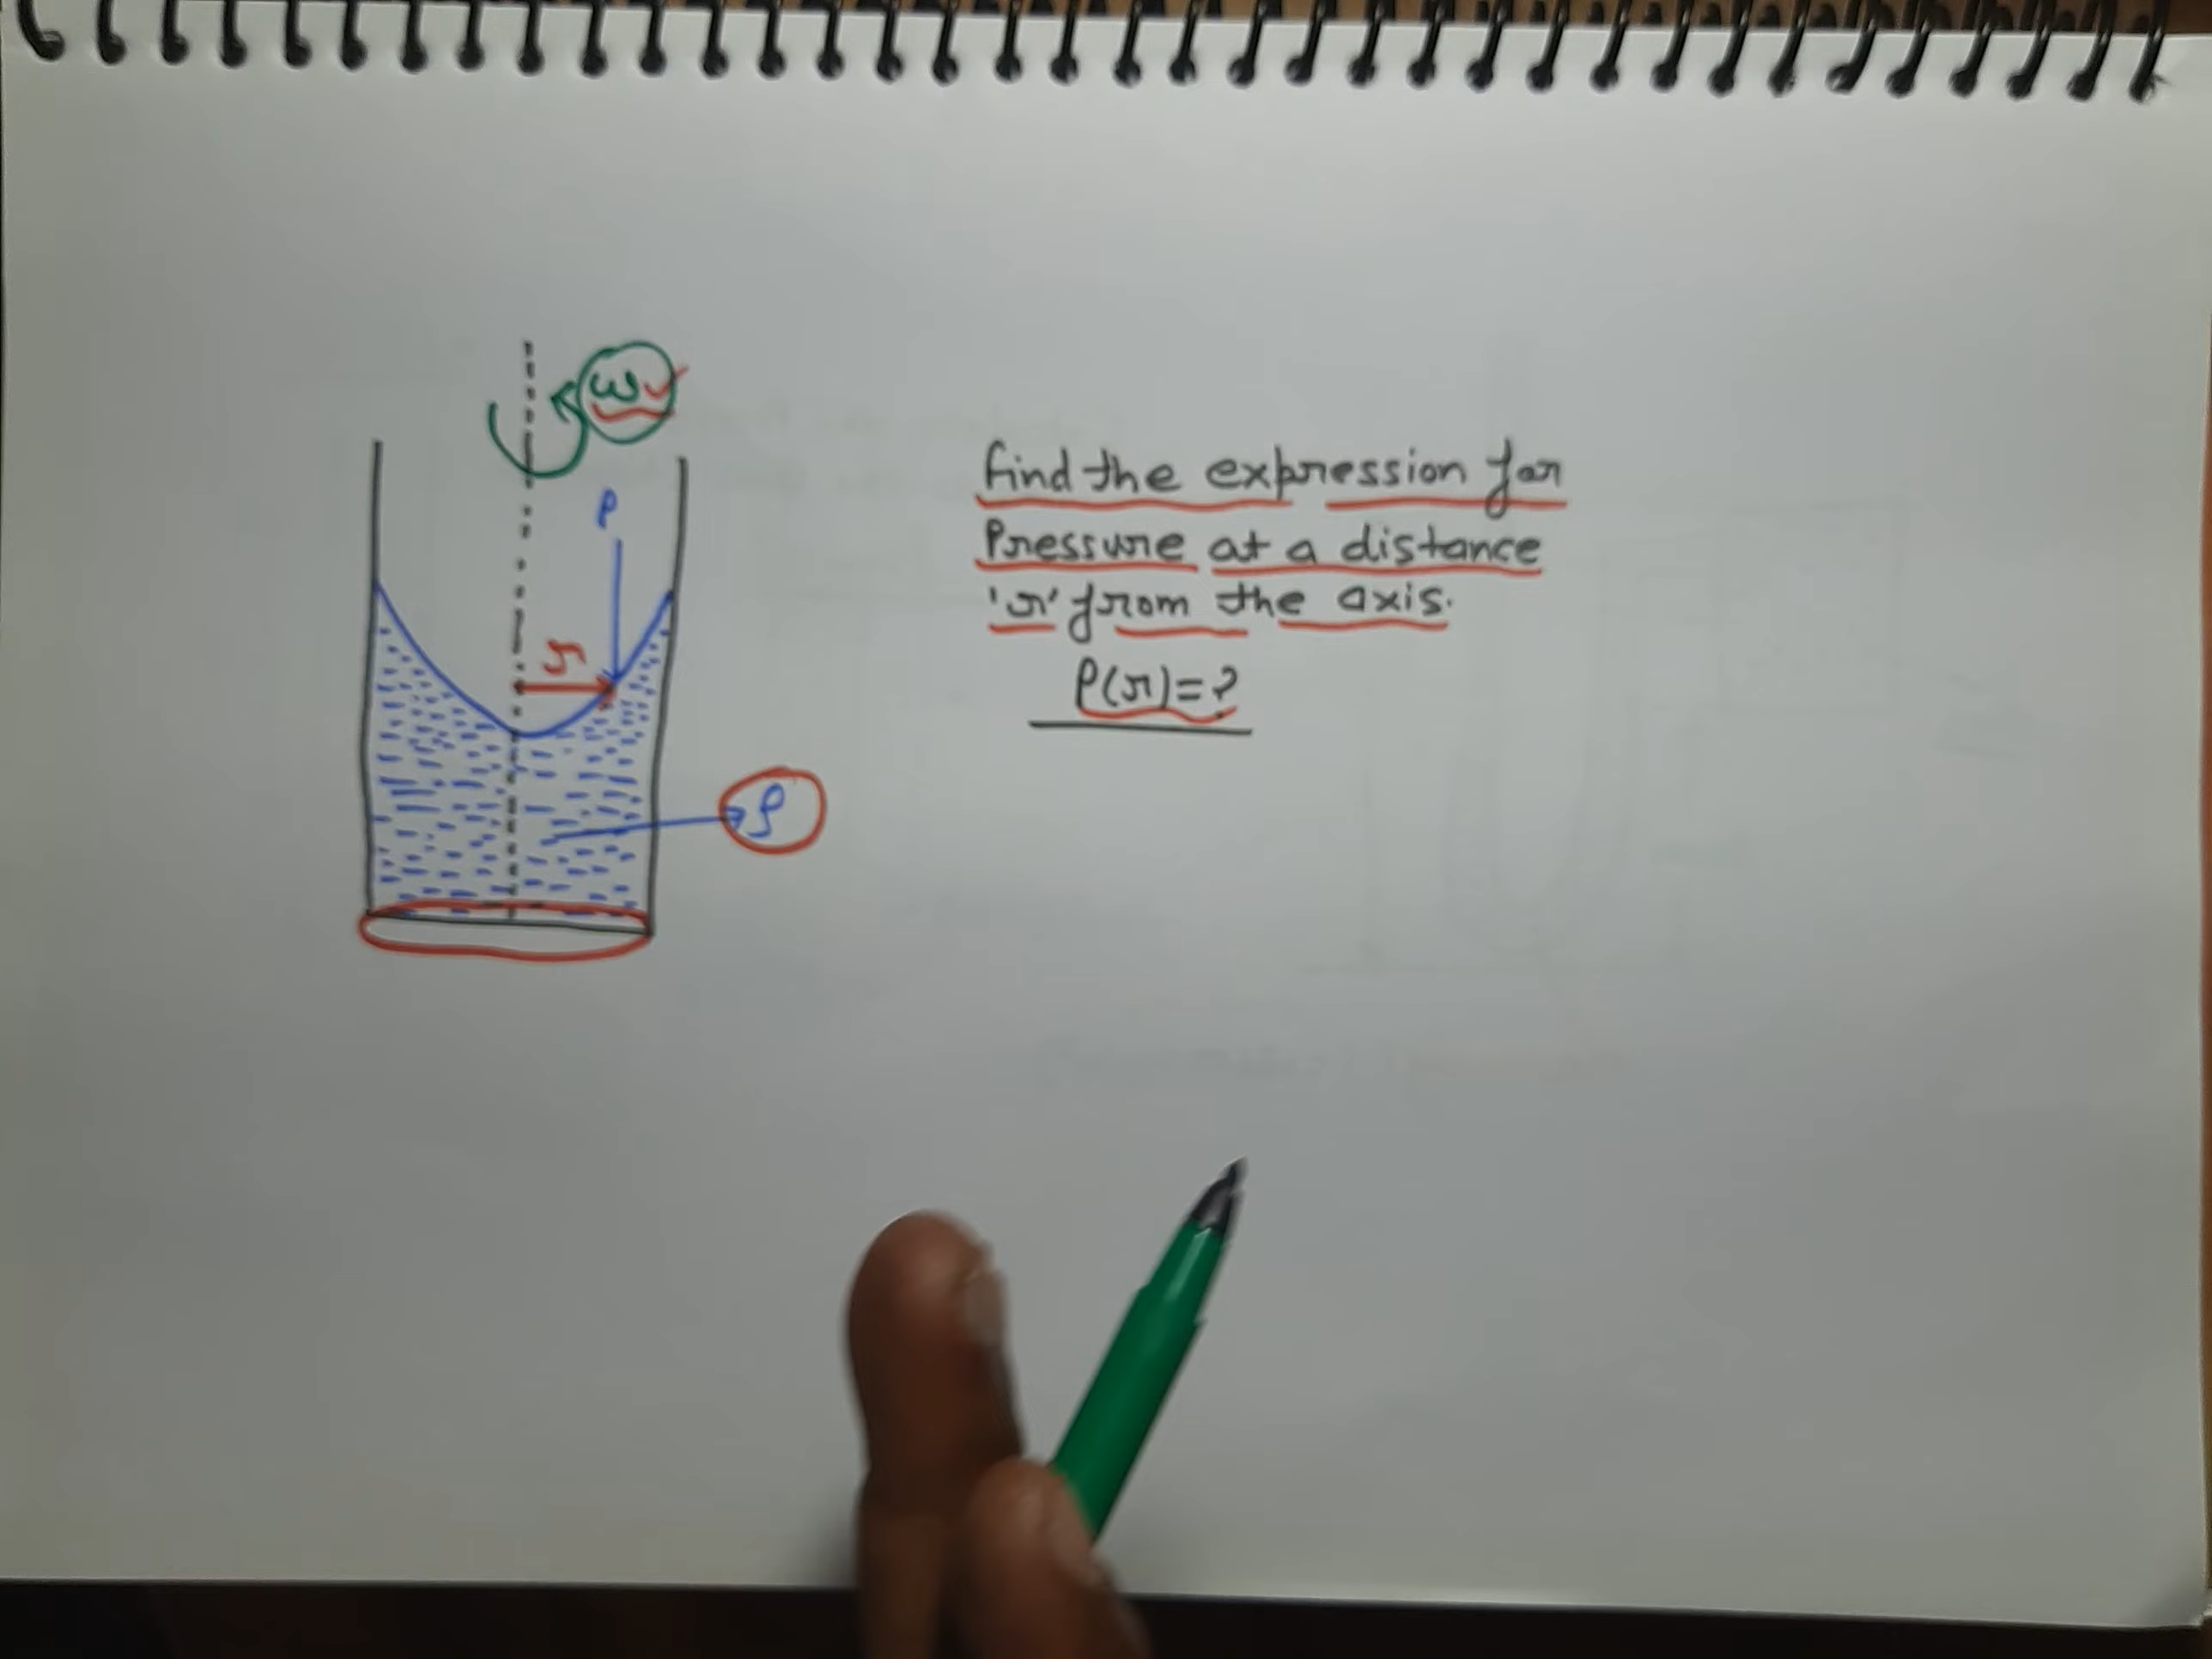 ω
P
r
ρ
Find the expression for
Pressure at a distance
'r' from the axis.
P(r)=?